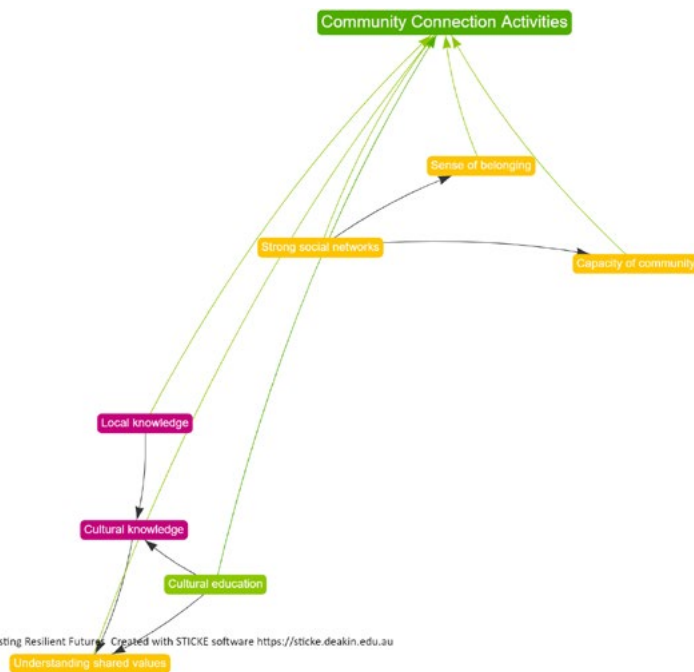 Community Connection Activities
Sense of belonging
Strong social networks
Capacity of community
Local knowledge
Cultural knowledge
Cultural education
Resilient Futures. Created with STICKE software https://sticke.deakin.edu.au
Understanding shared values